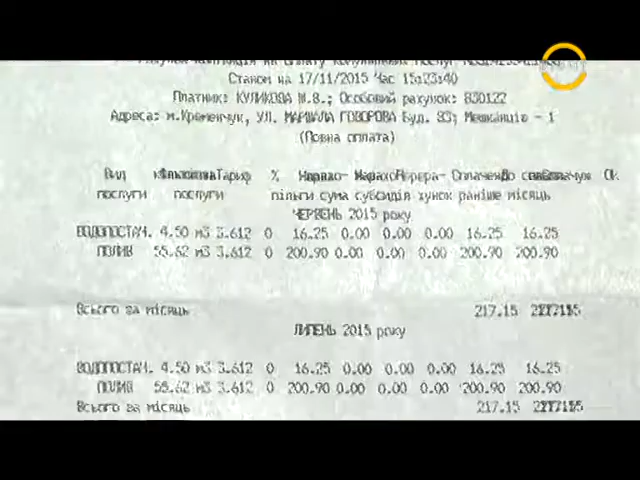 Станом на 17/11/2015 Час 15:23:40
Платник: КУЛИКОВА М.В.; Особовий рахунок: 830122
Адреса: м.Кременчук, УЛ. МАРШАЛА ГОВОРОВА Буд. 83; Мешканців - 1
(Повна оплата)
Вид Тариф %
послуги послуги пільги сума субсидія хунок раніше місяць
ЧЕРВЕНЬ 2015 року
ВОДОПОСТАЧ. 4.50 м3 3.612 0 16.25 0.00 0.00 0.00 16.25 16.25
ПОЛИВ 55.62 м3 3.612 0 200.90 0.00 0.00 0.00 200.90 200.90
Всього за місяць 217.15
ЛИПЕНЬ 2015 року
ВОДОПОСТАЧ. 4.50 м3 3.612 0 16.25 0.00 0.00 0.00 16.25 16.25
ПОЛИВ 55.62 м3 3.612 0 200.90 0.00 0.00 0.00 200.90 200.90
Всього за місяць 217.15